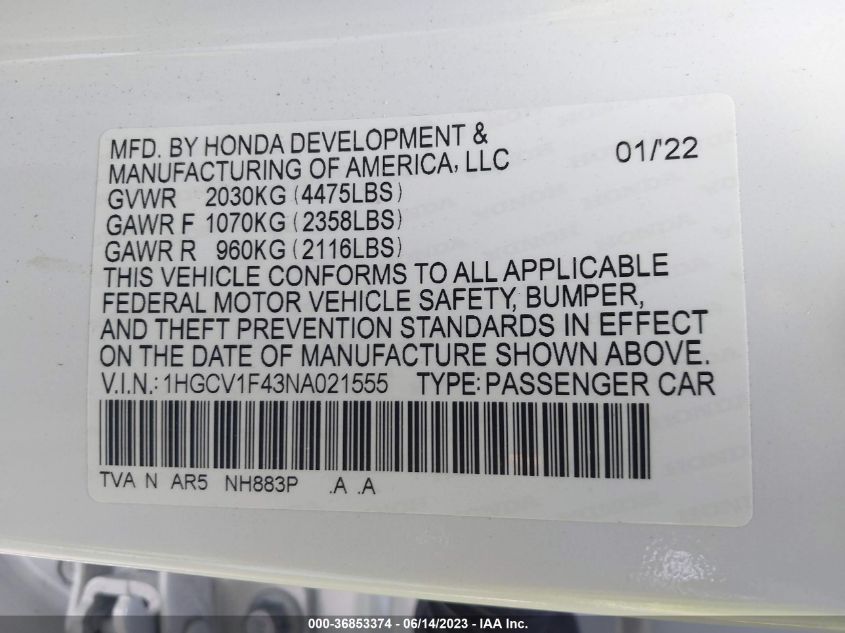 MFD. BY HONDA DEVELOPMENT &
MANUFACTURING OF AMERICA, LLC 01/'22
GVWR 2030KG (4475LBS)
GAWR F 1070KG (2358LBS)
GAWR R 960KG (2116LBS)
THIS VEHICLE CONFORMS TO ALL APPLICABLE
FEDERAL MOTOR VEHICLE SAFETY, BUMPER,
AND THEFT PREVENTION STANDARDS IN EFFECT
ON THE DATE OF MANUFACTURE SHOWN ABOVE.
V.I.N.: 1HGCV1F43NA021555 TYPE: PASSENGER CAR
TVA N AR5 NH883P .A .A
000-36853374 - 06/14/2023 - IAA Inc.